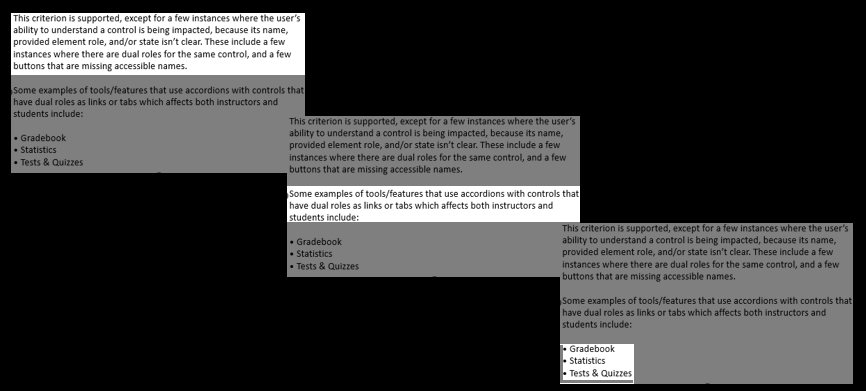 This criterion is supported, except for a few instances where the user's
ability to understand a control is being impacted, because its name,
provided element role, and/or state isn't clear. These include a few
instances where there are dual roles for the same control, and a few
buttons that are missing accessible names.
Some examples of tools/features that use accordions with controls that
have dual roles as links or tabs which affects both instructors and
students include:
• Gradebook
• Statistics
• Tests & Quizzes
This criterion is supported, except for a few instances where the user's
ability to understand a control is being impacted, because its name,
provided element role, and/or state isn't clear. These include a few
instances where there are dual roles for the same control, and a few
buttons that are missing accessible names.
Some examples of tools/features that use accordions with controls that
have dual roles as links or tabs which affects both instructors and
students include:
• Gradebook
• Statistics
• Tests & Quizzes
This criterion is supported, except for a few instances where the user's
ability to understand a control is being impacted, because its name,
provided element role, and/or state isn't clear. These include a few
instances where there are dual roles for the same control, and a few
buttons that are missing accessible names.
Some examples of tools/features that use accordions with controls that
have dual roles as links or tabs which affects both instructors and
students include:
• Gradebook
• Statistics
• Tests & Quizzes